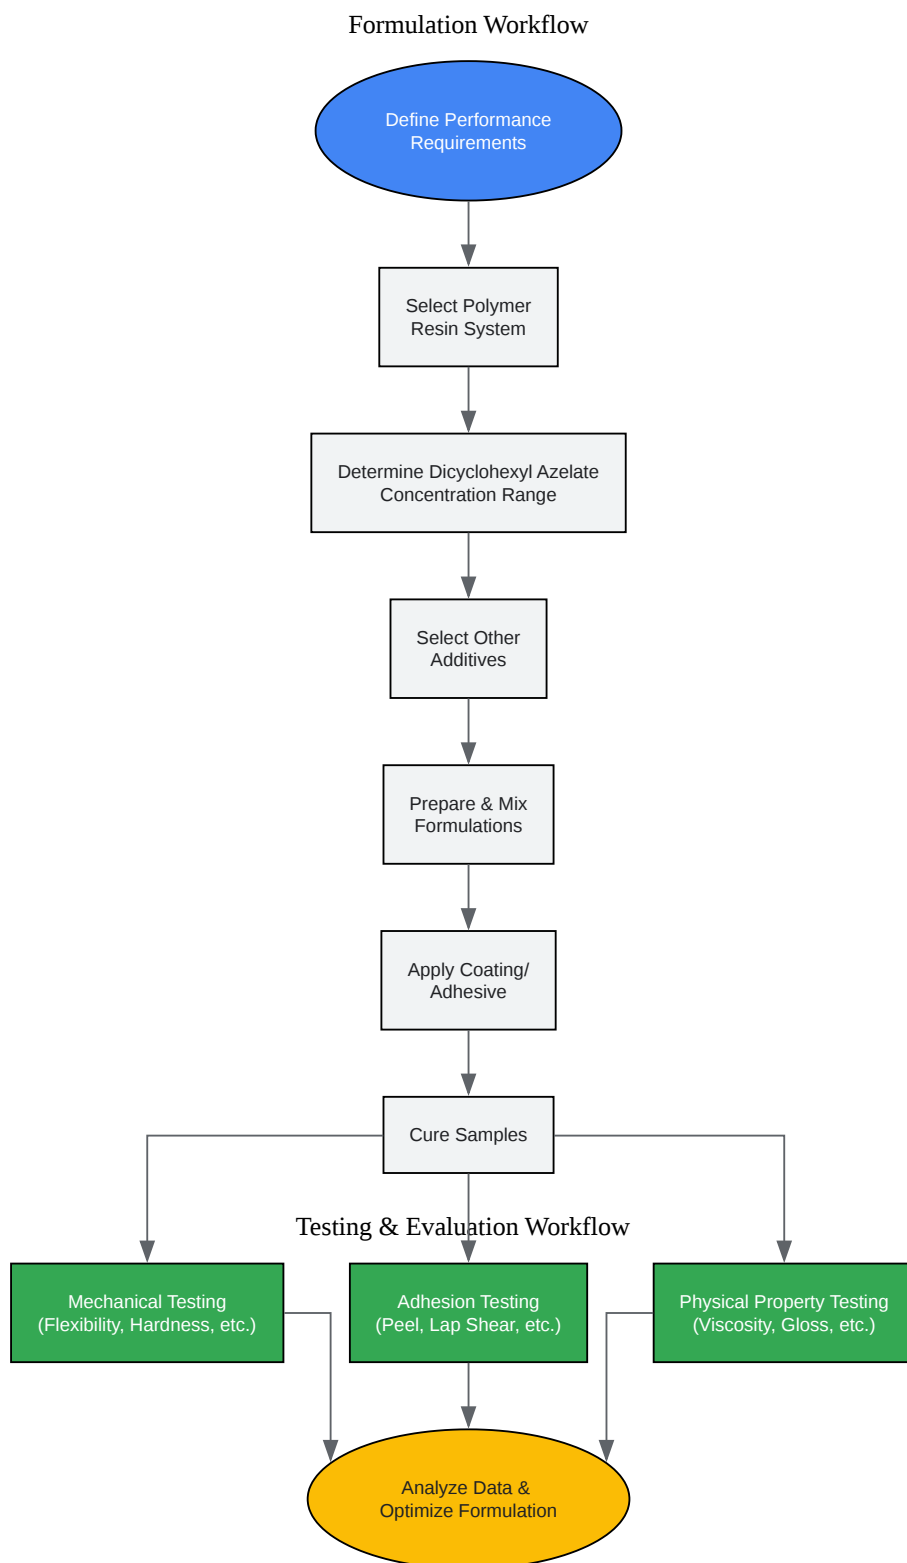 Formulation Workflow
Define Performance
Requirements
Select Polymer
Resin System
Determine Dicyclohexyl Azelate
Concentration Range
Select Other
Additives
Prepare & Mix
Formulations
Apply Coating/
Adhesive
Cure Samples
Testing & Evaluation Workflow
Mechanical Testing
(Flexibility, Hardness, etc.)
Adhesion Testing
(Peel, Lap Shear, etc.)
Physical Property Testing
(Viscosity, Gloss, etc.)
Analyze Data &
Optimize Formulation